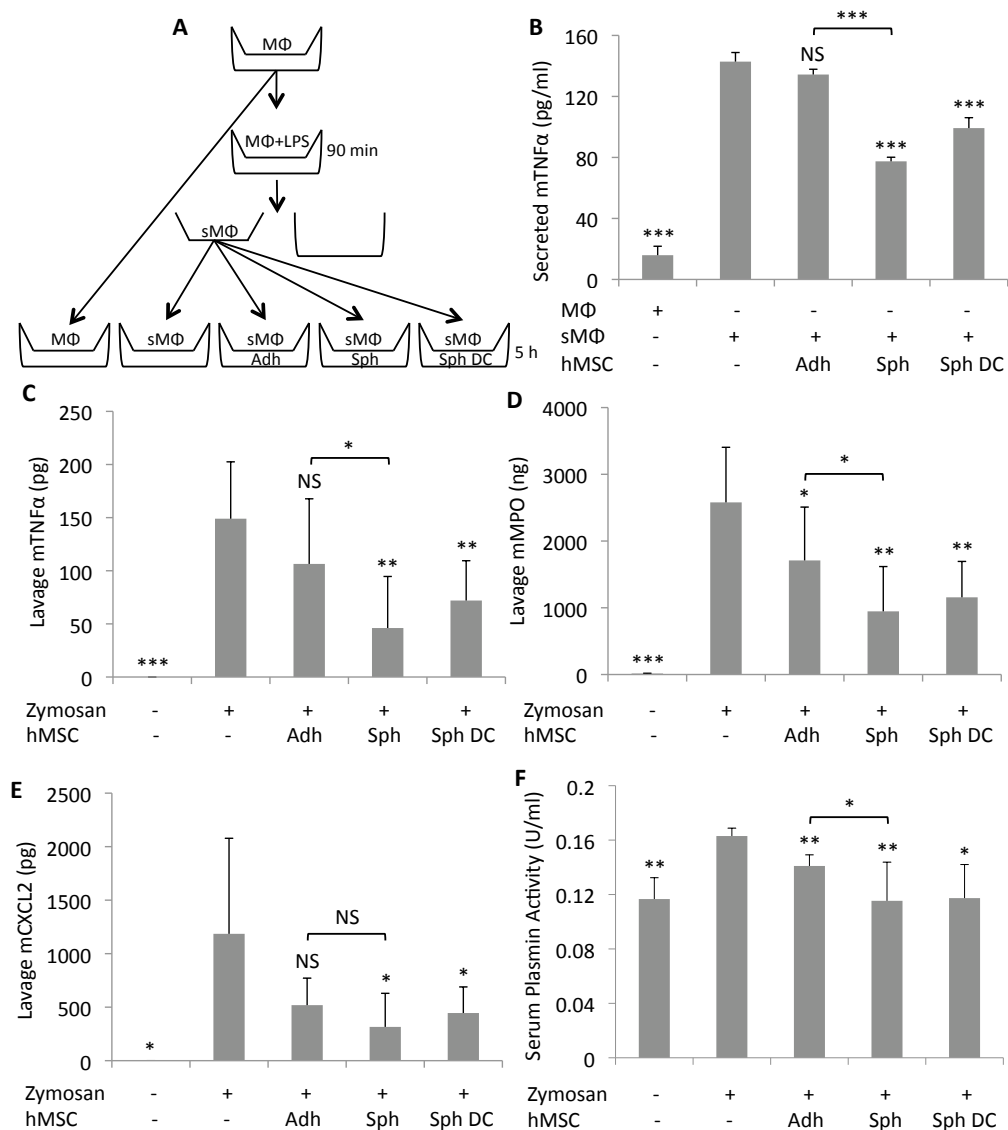 A
MΦ
MΦ+LPS
90 min
sMΦ
MΦ sMΦ sMΦ sMΦ sMΦ
Adh Sph Sph DC
5 h
B
Secreted mTNFα (pg/ml)
160
120
80
40
0
***
NS
***
***
***
MΦ + - - - -
sMΦ - + + + +
hMSC - - Adh Sph Sph DC
C
Lavage mTNFα (pg)
250
200
150
100
50
0
*
NS
**
**
***
Zymosan - + + + +
hMSC - - Adh Sph Sph DC
D
Lavage mMPO (ng)
4000
3000
2000
1000
0
*
*
**
**
***
- + + + +
- - Adh Sph Sph DC
E
Lavage mCXCL2 (pg)
2500
2000
1500
1000
500
0
NS
NS
*
*
*
Zymosan - + + + +
hMSC - - Adh Sph Sph DC
F
Serum Plasmin Activity (U/ml)
0.2
0.16
0.12
0.08
0.04
0
*
**
**
**
*
Zymosan - + + + +
hMSC - - Adh Sph Sph DC